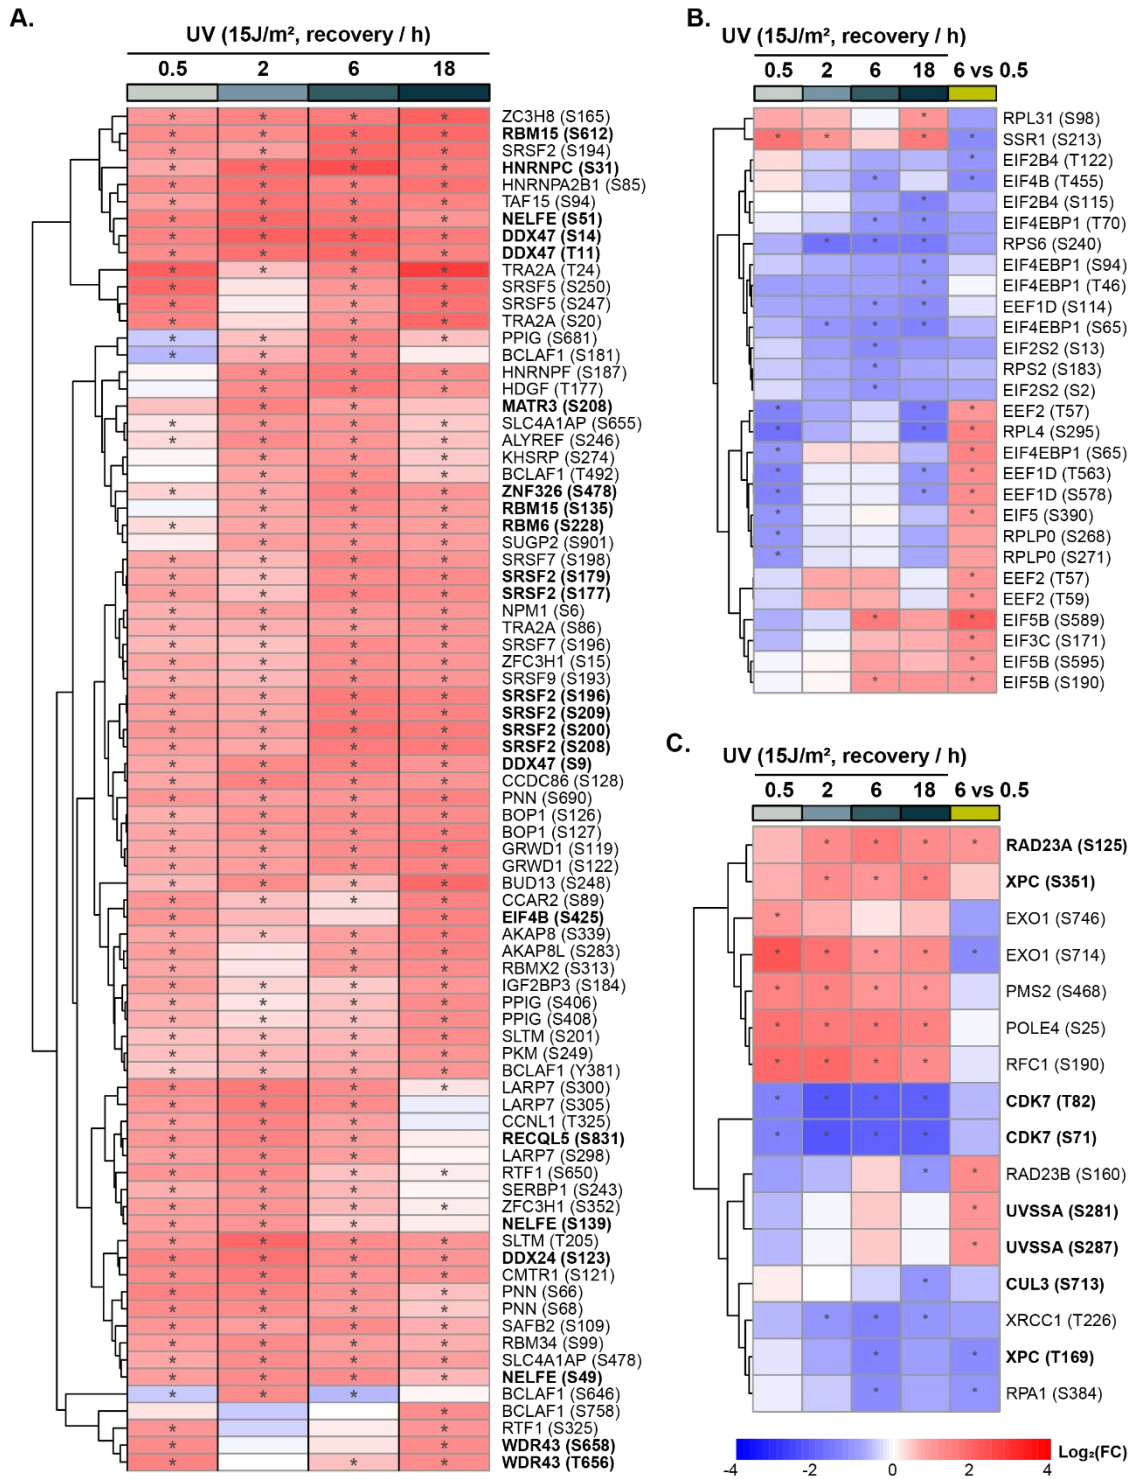 A.
UV (15J/m², recovery / h)
0.5 2 6 18
ZC3H8 (S165)
RBM15 (S612)
SRSF2 (S194)
HNRNPC (S31)
HNRNPA2B1 (S85)
TAF15 (S94)
NELFE (S51)
DDX47 (S14)
DDX47 (T11)
TRA2A (T24)
SRSF5 (S250)
SRSF5 (S247)
TRA2A (S20)
PPIG (S681)
BCLAF1 (S181)
HNRNPF (S187)
HDGF (T177)
MATR3 (S208)
SLC4A1AP (S655)
ALYREF (S246)
KHSRP (S274)
BCLAF1 (T492)
ZNF326 (S478)
RBM15 (S135)
RBM6 (S228)
SUGP2 (S901)
SRSF7 (S198)
SRSF2 (S179)
SRSF2 (S177)
NPM1 (S6)
TRA2A (S86)
SRSF7 (S196)
ZFC3H1 (S15)
SRSF9 (S193)
SRSF2 (S196)
SRSF2 (S209)
SRSF2 (S200)
SRSF2 (S208)
DDX47 (S9)
CCDC86 (S128)
PNN (S690)
BOP1 (S126)
BOP1 (S127)
GRWD1 (S119)
GRWD1 (S122)
BUD13 (S248)
CCAR2 (S89)
EIF4B (S425)
AKAP8 (S339)
AKAP8L (S283)
RBMX2 (S313)
IGF2BP3 (S184)
PPIG (S406)
PPIG (S408)
SLTM (S201)
PKM (S249)
BCLAF1 (Y381)
LARP7 (S300)
LARP7 (S305)
CCNL1 (T325)
RECQL5 (S831)
LARP7 (S298)
RTF1 (S650)
SERBP1 (S243)
ZFC3H1 (S352)
NELFE (S139)
SLTM (T205)
DDX24 (S123)
CMTR1 (S121)
PNN (S66)
PNN (S68)
SAFB2 (S109)
RBM34 (S99)
SLC4A1AP (S478)
NELFE (S49)
BCLAF1 (S646)
BCLAF1 (S758)
RTF1 (S325)
WDR43 (S658)
WDR43 (T656)
B.
UV (15J/m², recovery / h)
0.5 2 6 18 6 vs 0.5
RPL31 (S98)
SSR1 (S213)
EIF2B4 (T122)
EIF4B (T455)
EIF2B4 (S115)
EIF4EBP1 (T70)
RPS6 (S240)
EIF4EBP1 (S94)
EIF4EBP1 (T46)
EEF1D (S114)
EIF4EBP1 (S65)
EIF2S2 (S13)
RPS2 (S183)
EIF2S2 (S2)
EEF2 (T57)
RPL4 (S295)
EIF4EBP1 (S65)
EEF1D (T563)
EEF1D (S578)
EIF5 (S390)
RPLP0 (S268)
RPLP0 (S271)
EEF2 (T57)
EEF2 (T59)
EIF5B (S589)
EIF3C (S171)
EIF5B (S595)
EIF5B (S190)
C.
UV (15J/m², recovery / h)
0.5 2 6 18 6 vs 0.5
RAD23A (S125)
XPC (S351)
EXO1 (S746)
EXO1 (S714)
PMS2 (S468)
POLE4 (S25)
RFC1 (S190)
CDK7 (T82)
CDK7 (S71)
RAD23B (S160)
UVSSA (S281)
UVSSA (S287)
CUL3 (S713)
XRCC1 (T226)
XPC (T169)
RPA1 (S384)
Log₂(FC)
-4 -2 0 2 4